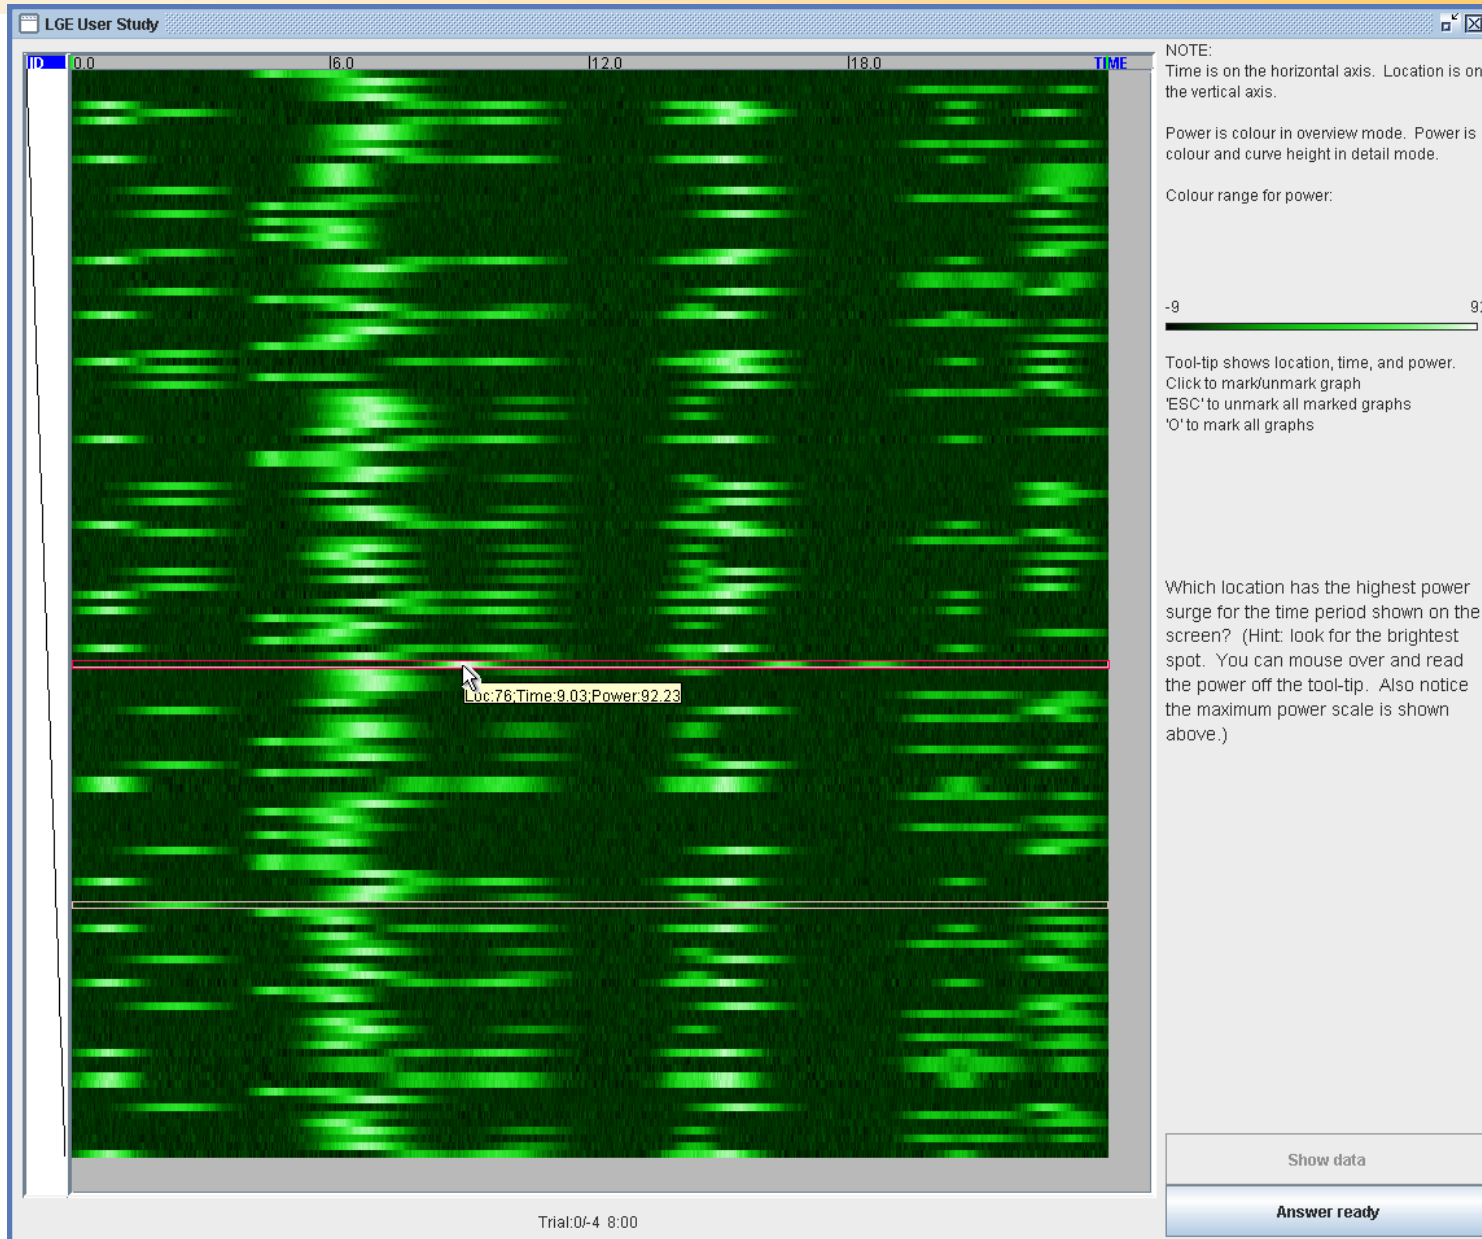 LGE User Study
ID 0.0 6.0 12.0 18.0 TIME
NOTE:
Time is on the horizontal axis. Location is on
the vertical axis.
Power is colour in overview mode. Power is
colour and curve height in detail mode.
Colour range for power:
-9
Tool-tip shows location, time, and power.
Click to mark/unmark graph
'ESC' to unmark all marked graphs
'O' to mark all graphs
Which location has the highest power
surge for the time period shown on the
screen? (Hint: look for the brightest
spot. You can mouse over and read
the power off the tool-tip. Also notice
the maximum power scale is shown
above.)
Loc:76;Time:9.03;Power:92.23
Show data
Answer ready
Trial:0/-4 8:00